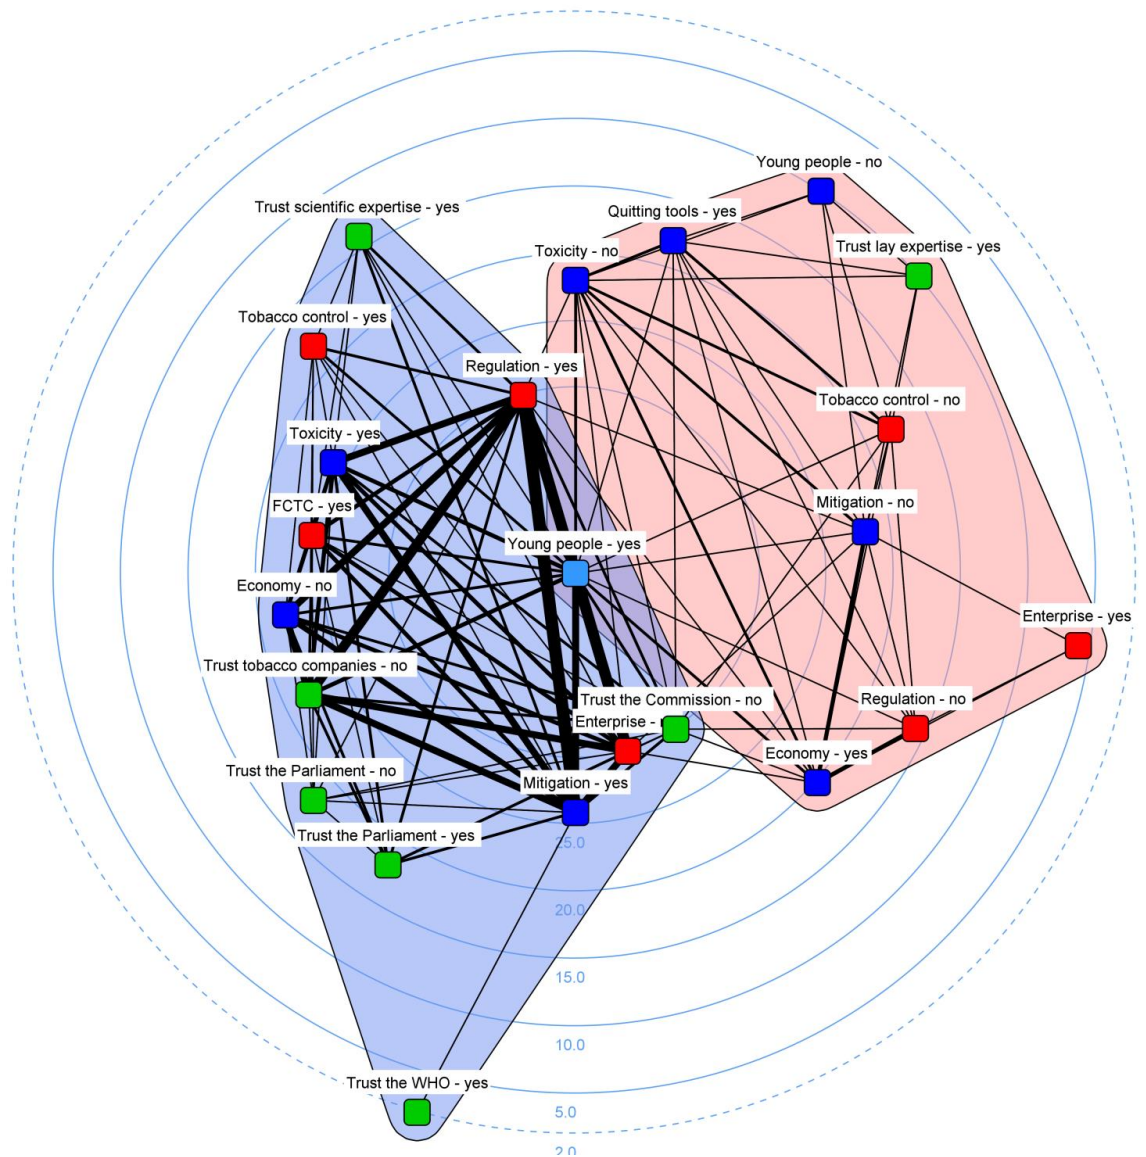 Young people - no
Trust scientific expertise - yes
Quitting tools - yes
Toxicity - no
Trust lay expertise - yes
Tobacco control - yes
Regulation - yes
Tobacco control - no
Toxicity - yes
FCTC - yes
Mitigation - no
Young people - yes
Economy - no
Enterprise - yes
Trust tobacco companies - no
Trust the Commission - no
Regulation - no
Enterprise -
Economy - yes
Trust the Parliament - no
Mitigation - yes
Trust the Parliament - yes
25.0
20.0
15.0
10.0
Trust the WHO - yes
5.0
2.0